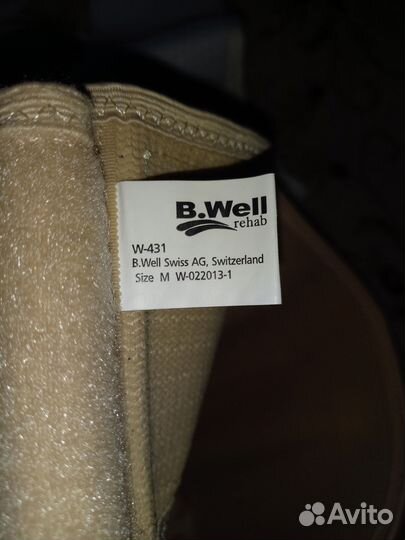 B.Well
rehab
W-431
B.Well Swiss AG, Switzerland
Size M W-022013-1
Avito